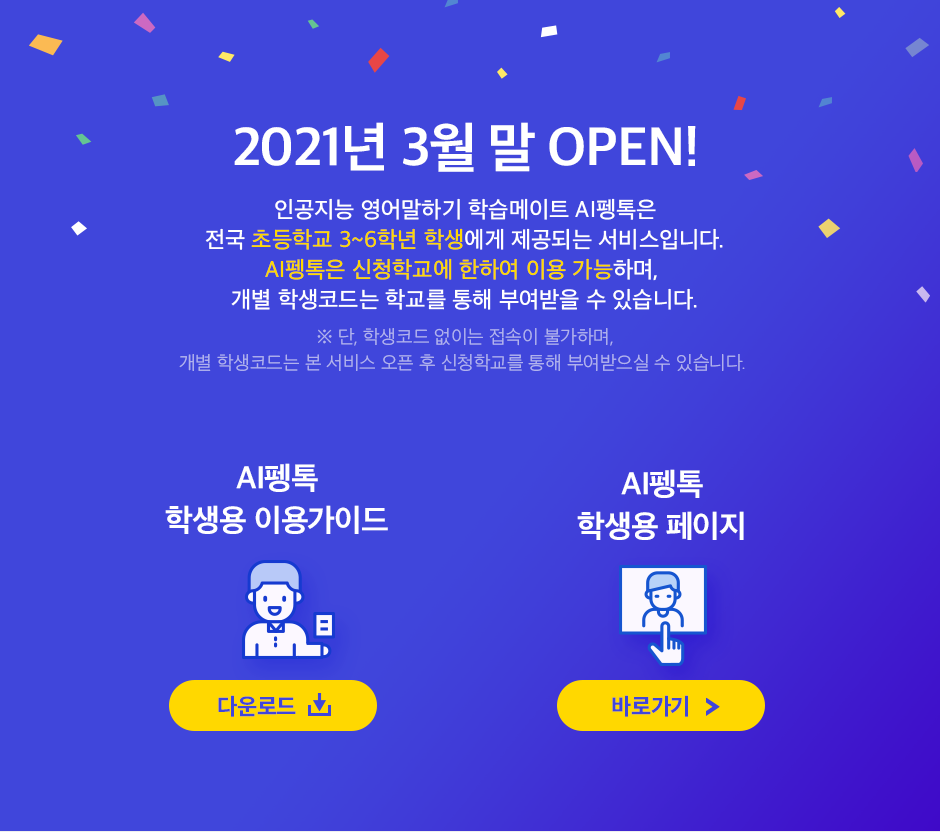 2021년 3월 말 OPEN!
인공지능 영어말하기 학습메이트 AI펭톡은
전국 초등학교 3~6학년 학생에게 제공되는 서비스입니다.
AI펭톡은 신청학교에 한하여 이용 가능하며,
개별 학생코드는 학교를 통해 부여받을 수 있습니다.
※ 단, 학생코드 없이는 접속이 불가하며,
개별 학생코드는 본 서비스 오픈 후 신청학교를 통해 부여받으실 수 있습니다.
AI펭톡
학생용 이용가이드
다운로드
AI펭톡
학생용 페이지
바로가기 >